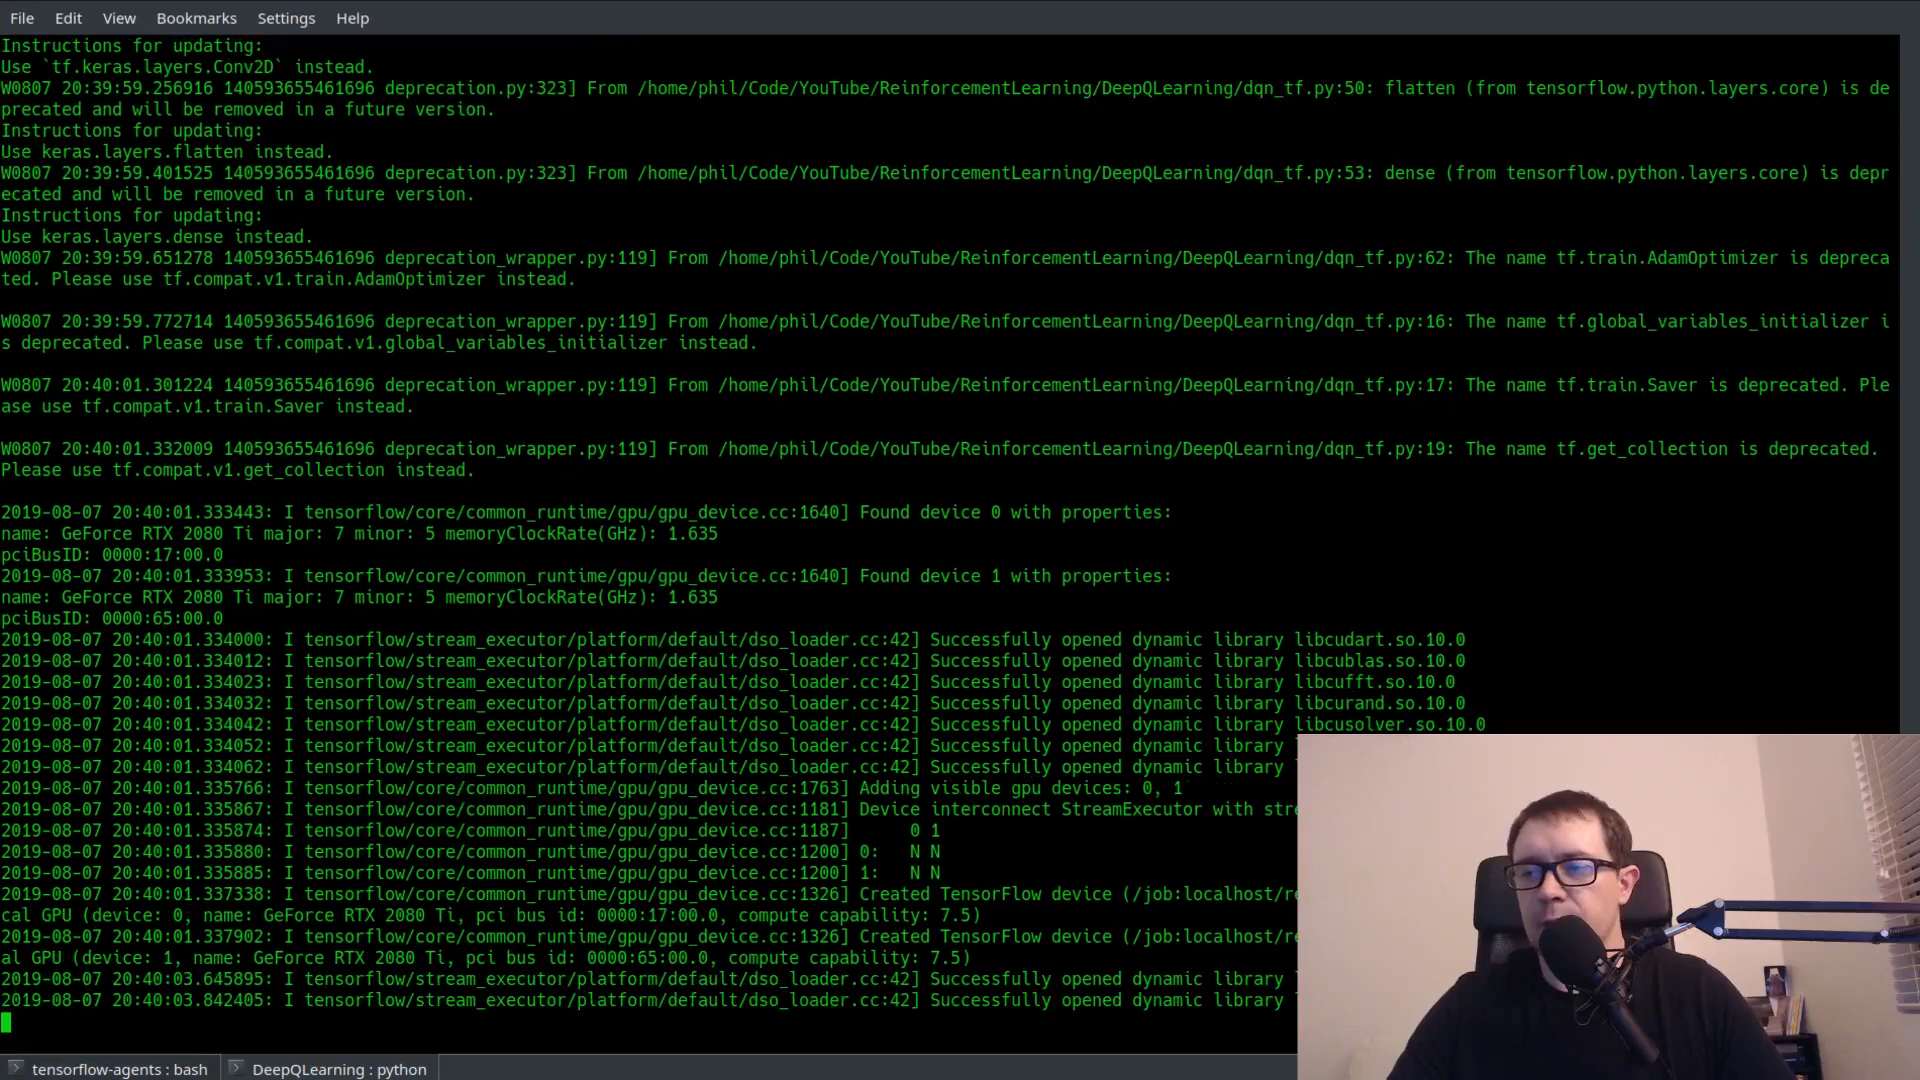 File Edit View Bookmarks Settings Help
Instructions for updating:
Use `tf.keras.layers.Conv2D` instead.
W0807 20:39:59.256916 140593655461696 deprecation.py:323] From /home/phil/Code/YouTube/ReinforcementLearning/DeepQLearning/dqn_tf.py:50: flatten (from tensorflow.python.layers.core) is de
precated and will be removed in a future version.
Instructions for updating:
Use keras.layers.flatten instead.
W0807 20:39:59.401525 140593655461696 deprecation.py:323] From /home/phil/Code/YouTube/ReinforcementLearning/DeepQLearning/dqn_tf.py:53: dense (from tensorflow.python.layers.core) is depr
ecated and will be removed in a future version.
Instructions for updating:
Use keras.layers.dense instead.
W0807 20:39:59.651278 140593655461696 deprecation_wrapper.py:119] From /home/phil/Code/YouTube/ReinforcementLearning/DeepQLearning/dqn_tf.py:62: The name tf.train.AdamOptimizer is depreca
ted. Please use tf.compat.v1.train.AdamOptimizer instead.
W0807 20:39:59.772714 140593655461696 deprecation_wrapper.py:119] From /home/phil/Code/YouTube/ReinforcementLearning/DeepQLearning/dqn_tf.py:16: The name tf.global_variables_initializer i
s deprecated. Please use tf.compat.v1.global_variables_initializer instead.
W0807 20:40:01.301224 140593655461696 deprecation_wrapper.py:119] From /home/phil/Code/YouTube/ReinforcementLearning/DeepQLearning/dqn_tf.py:17: The name tf.train.Saver is deprecated. Ple
ase use tf.compat.v1.train.Saver instead.
W0807 20:40:01.332009 140593655461696 deprecation_wrapper.py:119] From /home/phil/Code/YouTube/ReinforcementLearning/DeepQLearning/dqn_tf.py:19: The name tf.get_collection is deprecated.
Please use tf.compat.v1.get_collection instead.
2019-08-07 20:40:01.333443: I tensorflow/core/common_runtime/gpu/gpu_device.cc:1640] Found device 0 with properties:
name: GeForce RTX 2080 Ti major: 7 minor: 5 memoryClockRate(GHz): 1.635
pciBusID: 0000:17:00.0
2019-08-07 20:40:01.333953: I tensorflow/core/common_runtime/gpu/gpu_device.cc:1640] Found device 1 with properties:
name: GeForce RTX 2080 Ti major: 7 minor: 5 memoryClockRate(GHz): 1.635
pciBusID: 0000:65:00.0
2019-08-07 20:40:01.334000: I tensorflow/stream_executor/platform/default/dso_loader.cc:42] Successfully opened dynamic library libcudart.so.10.0
2019-08-07 20:40:01.334012: I tensorflow/stream_executor/platform/default/dso_loader.cc:42] Successfully opened dynamic library libcublas.so.10.0
2019-08-07 20:40:01.334023: I tensorflow/stream_executor/platform/default/dso_loader.cc:42] Successfully opened dynamic library libcufft.so.10.0
2019-08-07 20:40:01.334032: I tensorflow/stream_executor/platform/default/dso_loader.cc:42] Successfully opened dynamic library libcurand.so.10.0
2019-08-07 20:40:01.334042: I tensorflow/stream_executor/platform/default/dso_loader.cc:42] Successfully opened dynamic library libcusolver.so.10.0
2019-08-07 20:40:01.334052: I tensorflow/stream_executor/platform/default/dso_loader.cc:42] Successfully opened dynamic library
2019-08-07 20:40:01.334062: I tensorflow/stream_executor/platform/default/dso_loader.cc:42] Successfully opened dynamic library
2019-08-07 20:40:01.335766: I tensorflow/core/common_runtime/gpu/gpu_device.cc:1763] Adding visible gpu devices: 0, 1
2019-08-07 20:40:01.335867: I tensorflow/core/common_runtime/gpu/gpu_device.cc:1181] Device interconnect StreamExecutor with stre
2019-08-07 20:40:01.335874: I tensorflow/core/common_runtime/gpu/gpu_device.cc:1187] 0 1
2019-08-07 20:40:01.335880: I tensorflow/core/common_runtime/gpu/gpu_device.cc:1200] 0: N N
2019-08-07 20:40:01.335885: I tensorflow/core/common_runtime/gpu/gpu_device.cc:1200] 1: N N
2019-08-07 20:40:01.337338: I tensorflow/core/common_runtime/gpu/gpu_device.cc:1326] Created TensorFlow device (/job:localhost/re
cal GPU (device: 0, name: GeForce RTX 2080 Ti, pci bus id: 0000:17:00.0, compute capability: 7.5)
2019-08-07 20:40:01.337902: I tensorflow/core/common_runtime/gpu/gpu_device.cc:1326] Created TensorFlow device (/job:localhost/re
al GPU (device: 1, name: GeForce RTX 2080 Ti, pci bus id: 0000:65:00.0, compute capability: 7.5)
2019-08-07 20:40:03.645895: I tensorflow/stream_executor/platform/default/dso_loader.cc:42] Successfully opened dynamic library
2019-08-07 20:40:03.842405: I tensorflow/stream_executor/platform/default/dso_loader.cc:42] Successfully opened dynamic library
tensorflow-agents : bash DeepQLearning : python